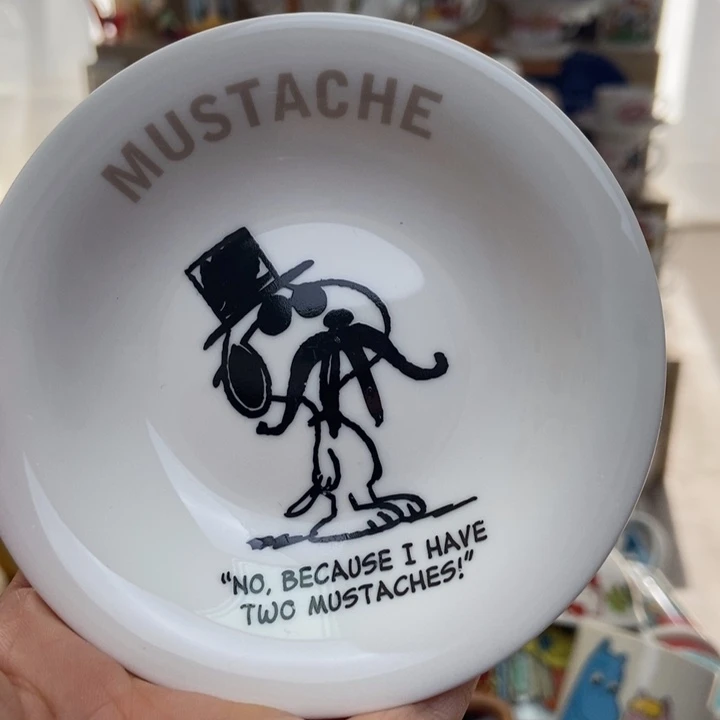 MUSTACHE
"NO, BECAUSE I HAVE
TWO MUSTACHES!"